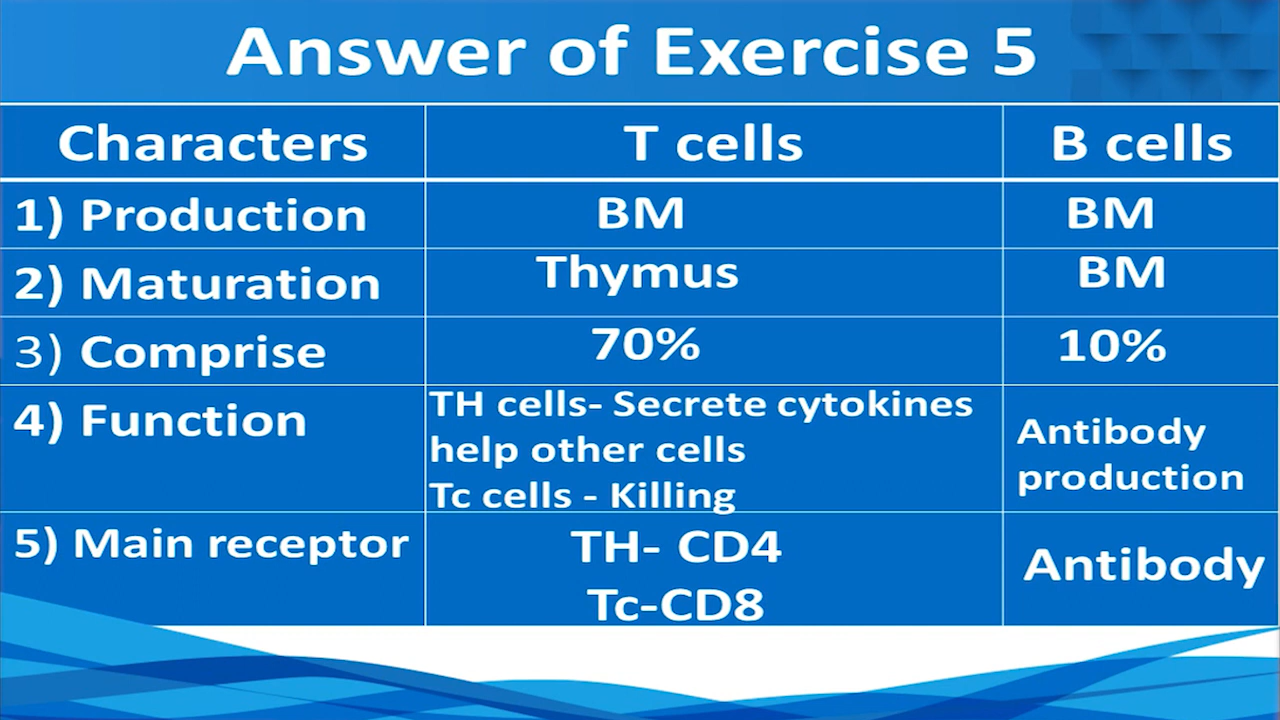 Answer of Exercise 5
Characters T cells B cells
1) Production BM BM
2) Maturation Thymus BM
3) Comprise 70% 10%
4) Function
TH cells- Secrete cytokines
help other cells
Tc cells - Killing
Antibody
production
5) Main receptor
TH- CD4
Tc-CD8
Antibody